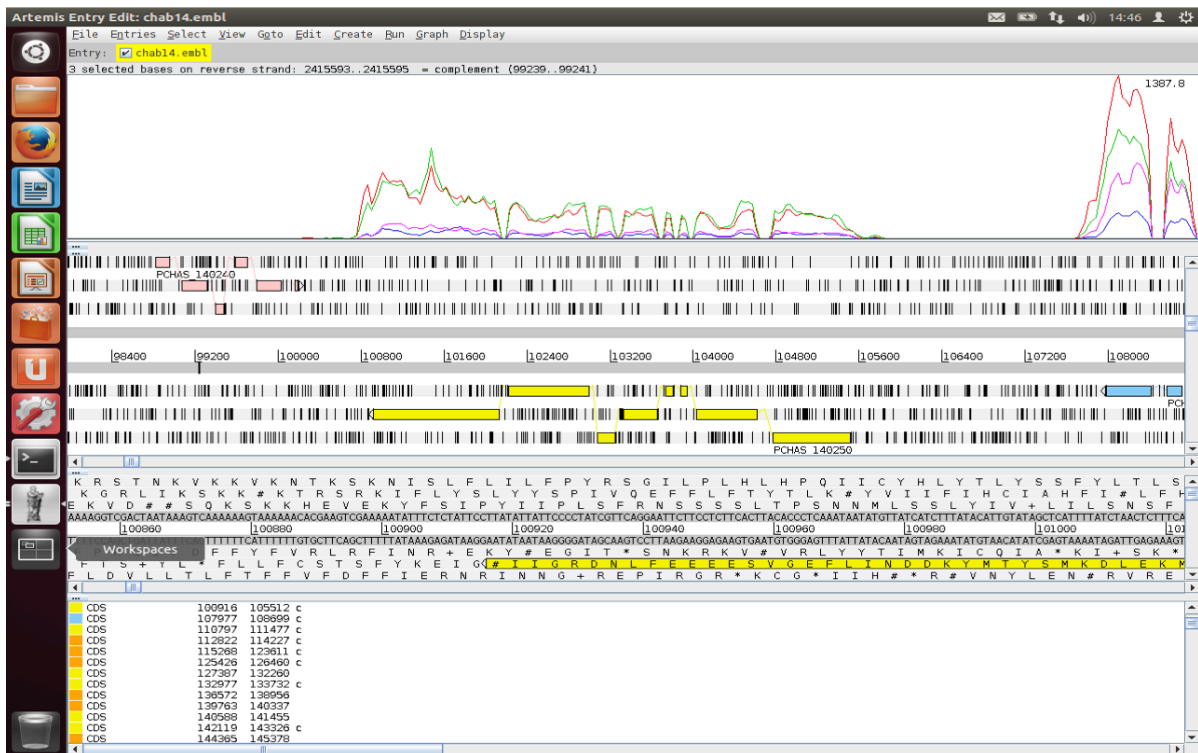 Artemis Entry Edit: chab14.embl 14:46
File Entries Select View Goto Edit Create Run Graph Display
Entry: chab14.embl
3 selected bases on reverse strand: 2415593..2415595 = complement (99239..99241)
1387.8
PCHAS_140240
98400 99200 100000 100800 101600 102400 103200 104000 104800 105600 106400 107200 108000
PCH
PCHAS_140250
K R S T N K V K K V K N T K S K N I S L F L I L F P Y R S G I L P L H L H P Q I I C Y H L Y T L Y S S F Y L T L S
K G R L I K S K K # K T R S R K I F L Y S L Y Y S P I V Q E F F L F T Y T L K # Y V I I F I H C I A H F I # L F H
E K V D # # S Q K S K K H E V E K Y F S I P Y I I P L S F R N S S S S L T P S N N M L S S L Y I V + L I L S N S F
100860 100880 100900 100920 100940 100960 100980 101000
Workspaces
F L D V L L T L F T F F V F D F F I E R N R I N N G + R E P I R G R * K C G * I I H # * R # V N Y L E N # R V R E
CDS 100916 105512 c
CDS 107977 108699 c
CDS 110797 111477 c
CDS 112822 114227 c
CDS 115268 123611 c
CDS 125426 126460 c
CDS 127387 132260
CDS 132977 133732 c
CDS 136572 138956
CDS 139763 140337
CDS 140588 141455
CDS 142119 143326 c
CDS 144365 145378